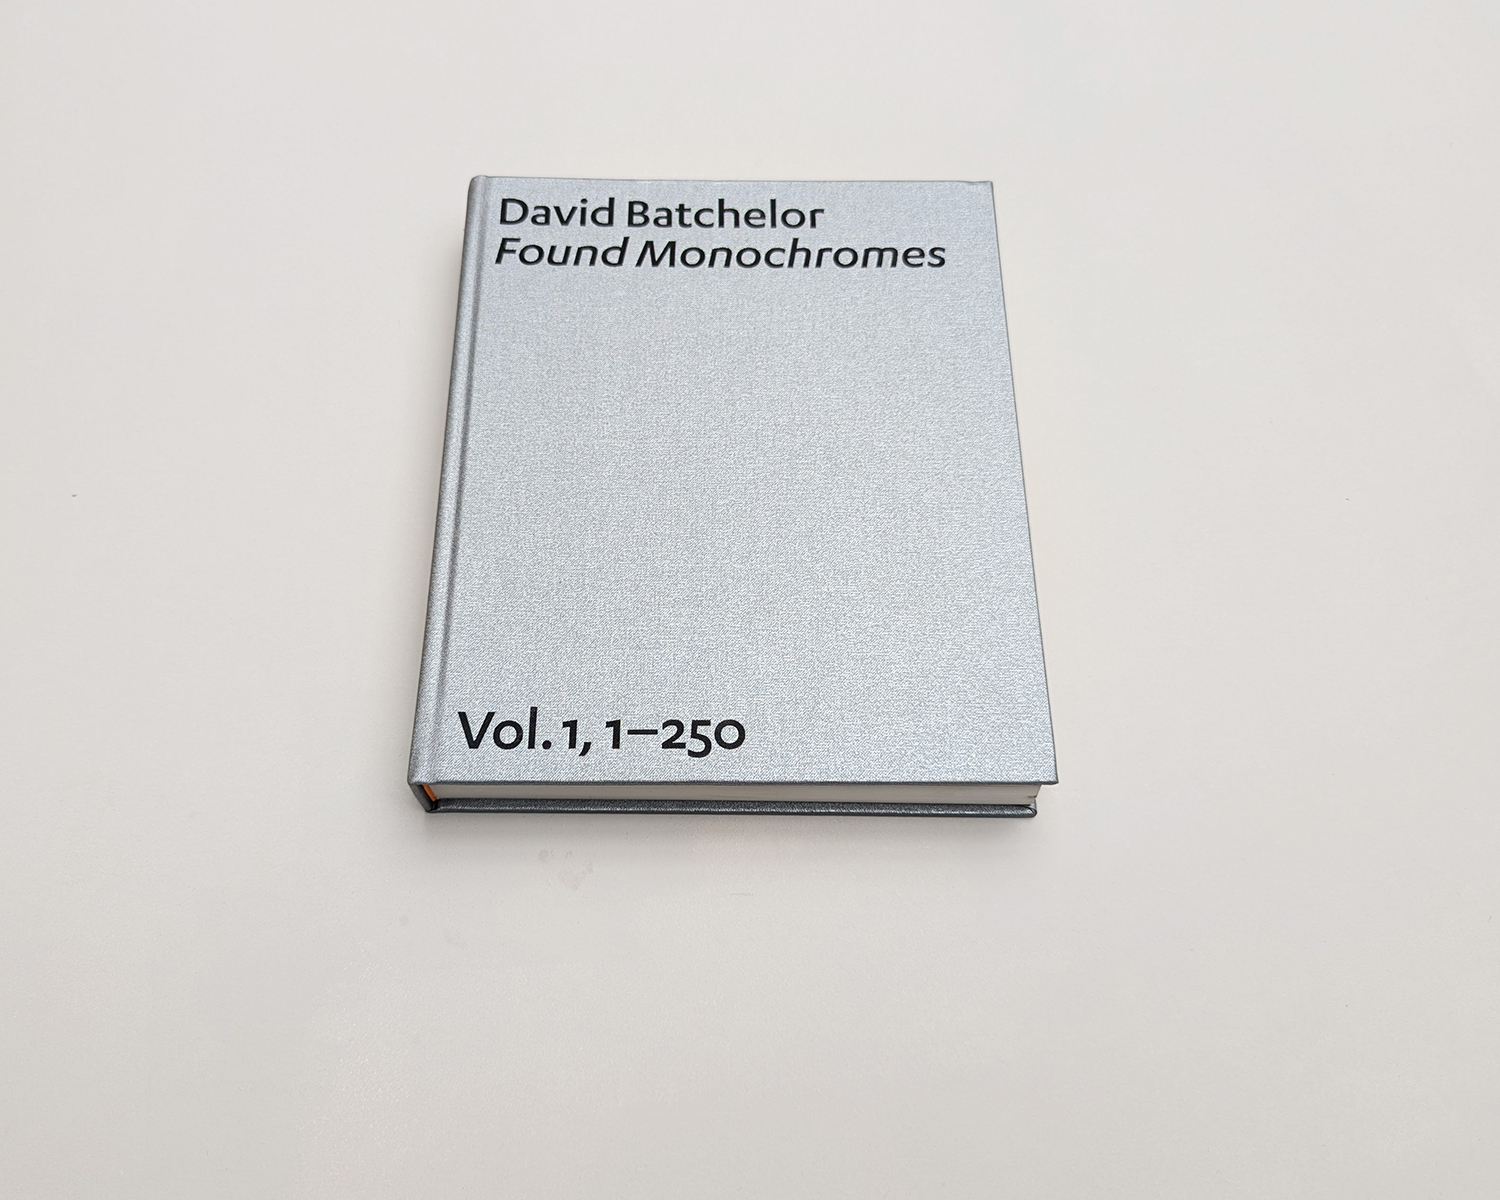 David Batchelor
Found Monochromes
Vol. 1, 1–250